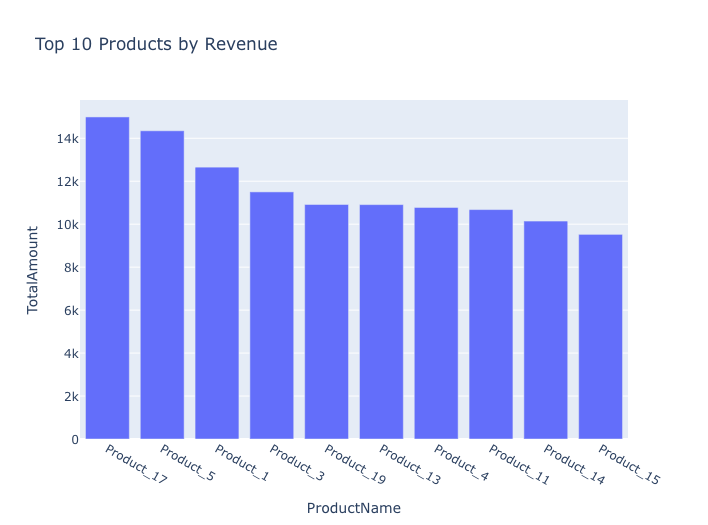 Top 10 Products by Revenue
TotalAmount
14k
12k
10k
8k
6k
4k
2k
0
Product_17
Product_5
Product_1
Product_3
Product_19
Product_13
Product_4
Product_11
Product_14
Product_15
ProductName